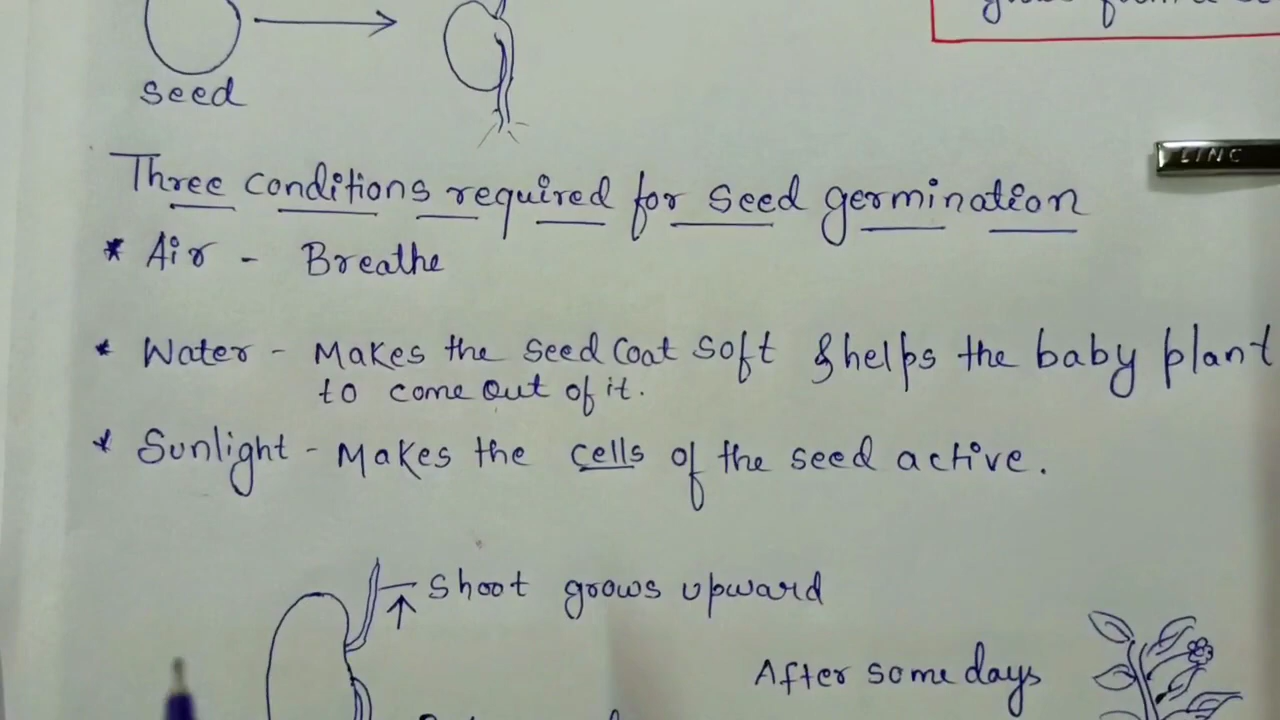 seed
Three conditions required for seed germination
* Air - Breathe
* Water - Makes the seed coat soft & helps the baby plant
to come out of it.
* Sunlight - Makes the cells of the seed active.
Shoot grows upward
After some days
LINC